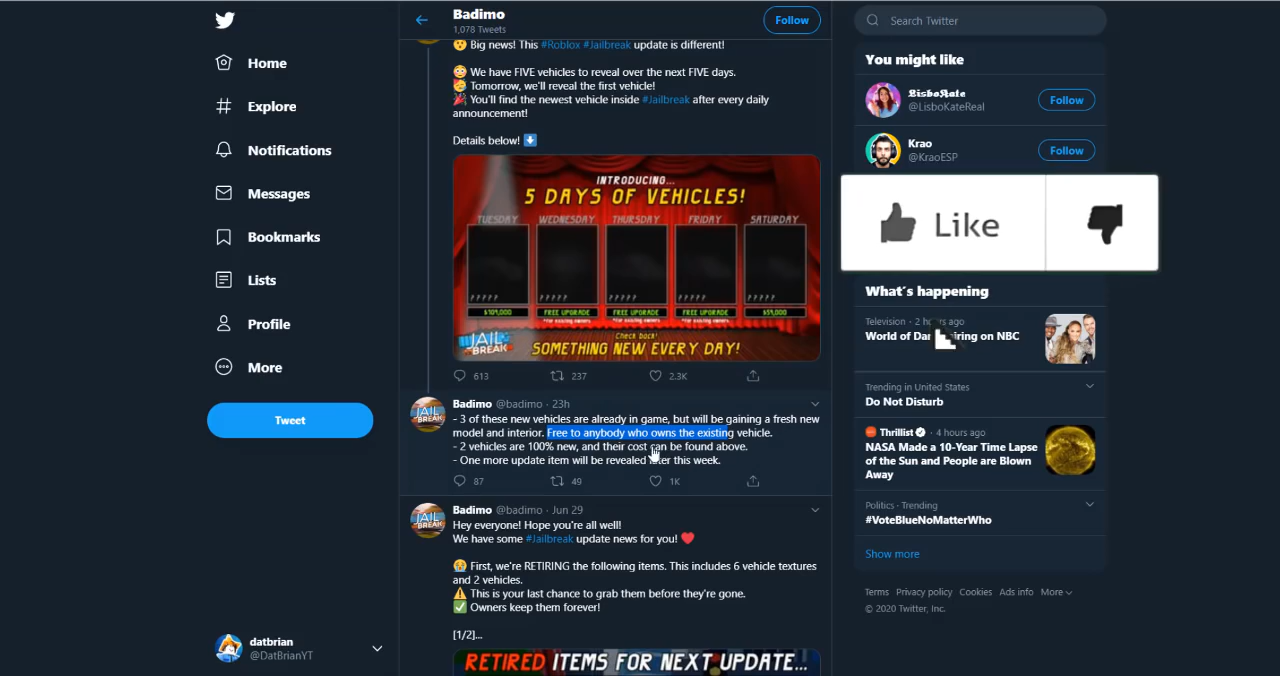 Badimo
1,078 Tweets
Follow
Search Twitter
Home
Explore
Notifications
Messages
Bookmarks
Lists
Profile
More
Tweet
datbrian
@DatBrianYT
Big news! This #Roblox #Jailbreak update is different!
We have FIVE vehicles to reveal over the next FIVE days.
Tomorrow, we'll reveal the first vehicle!
You'll find the newest vehicle inside #Jailbreak after every daily
announcement!
Details below!
INTRODUCING...
5 DAYS OF VEHICLES!
TUESDAY WEDNESDAY THURSDAY FRIDAY SATURDAY
????? ????? ????? ????? ?????
FREE UPGRADE FREE UPGRADE FREE UPGRADE
*for existing owners *for existing owners *for existing owners
JAIL BREAK
Check back!
SOMETHING NEW EVERY DAY!
613 237 2.3K
Badimo @badimo · 23h
- 3 of these new vehicles are already in game, but will be gaining a fresh new
model and interior. Free to anybody who owns the existing vehicle.
- 2 vehicles are 100% new, and their cost can be found above.
- One more update item will be revealed later this week.
87 49 1K
Badimo @badimo · Jun 29
Hey everyone! Hope you're all well!
We have some #Jailbreak update news for you!
First, we're RETIRING the following items. This includes 6 vehicle textures
and 2 vehicles.
This is your last chance to grab them before they're gone.
Owners keep them forever!
[1/2]...
RETIRED ITEMS FOR NEXT UPDATE...
You might like
𝕷isbo𝕶ate
@LisboKateReal
Follow
Krao
@KraoESP
Follow
Like
What's happening
Television · 2 hours ago
World of Dance airing on NBC
Trending in United States
Do Not Disturb
Thrillist · 4 hours ago
NASA Made a 10-Year Time Lapse
of the Sun and People are Blown
Away
Politics · Trending
#VoteBlueNoMatterWho
Show more
Terms Privacy policy Cookies Ads info More
© 2020 Twitter, Inc.